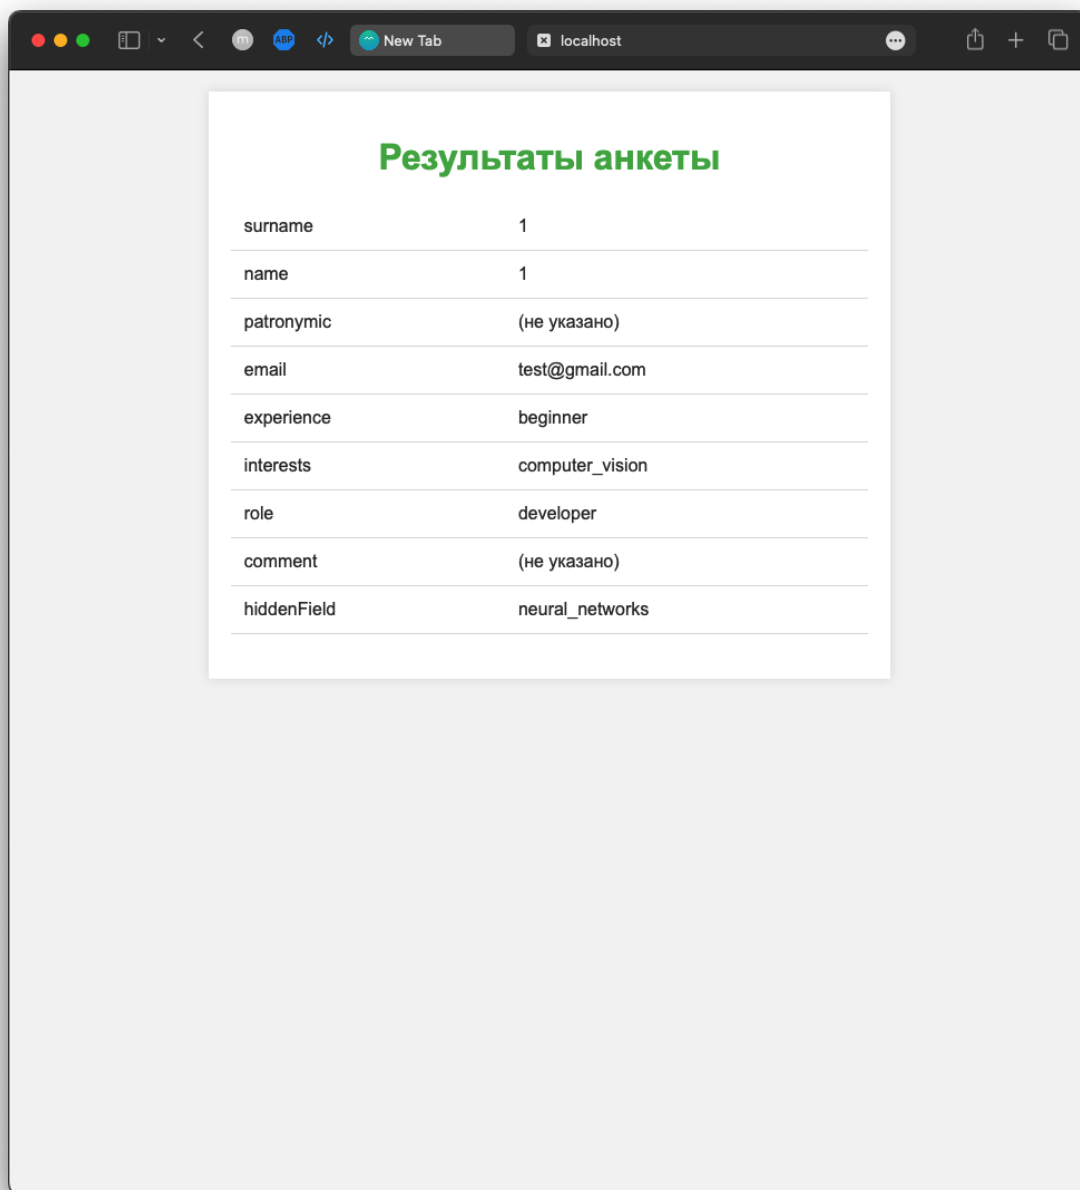 m ABP </> New Tab localhost
Результаты анкеты
surname 1
name 1
patronymic (не указано)
email test@gmail.com
experience beginner
interests computer_vision
role developer
comment (не указано)
hiddenField neural_networks